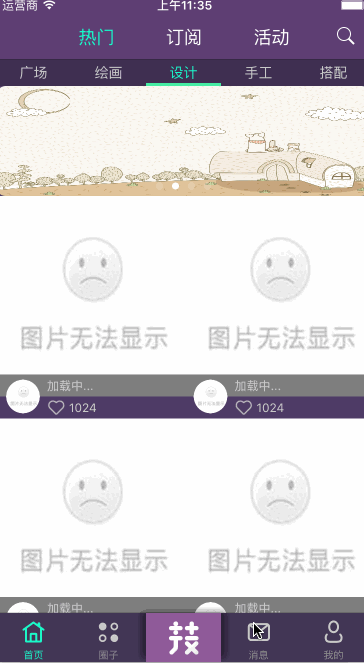 运营商 上午11:35
热门 订阅 活动
广场 绘画 设计 手工 搭配
图片无法显示 图片无法显示
加载中... 加载中...
1024 1024
图片无法显示 图片无法显示
加载中... 加载中...
技
首页 圈子 消息 我的